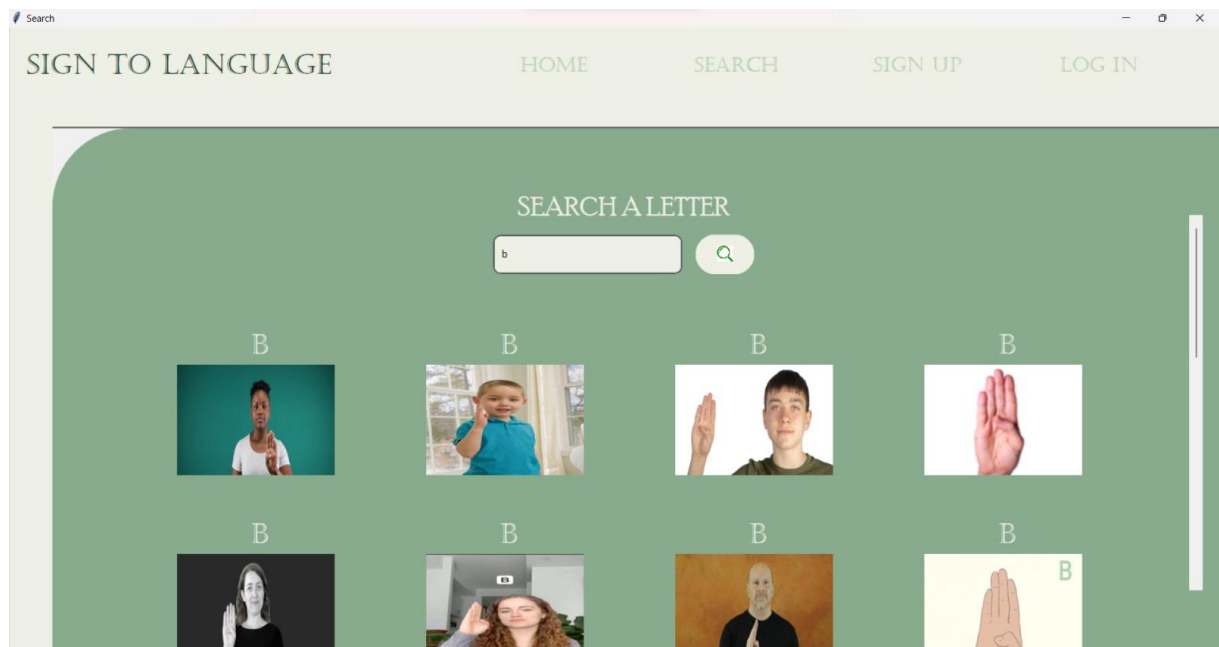 Search
SIGN TO LANGUAGE
HOME
SEARCH
SIGN UP
LOG IN
SEARCH A LETTER
b
B B B B
B B B B
B
B